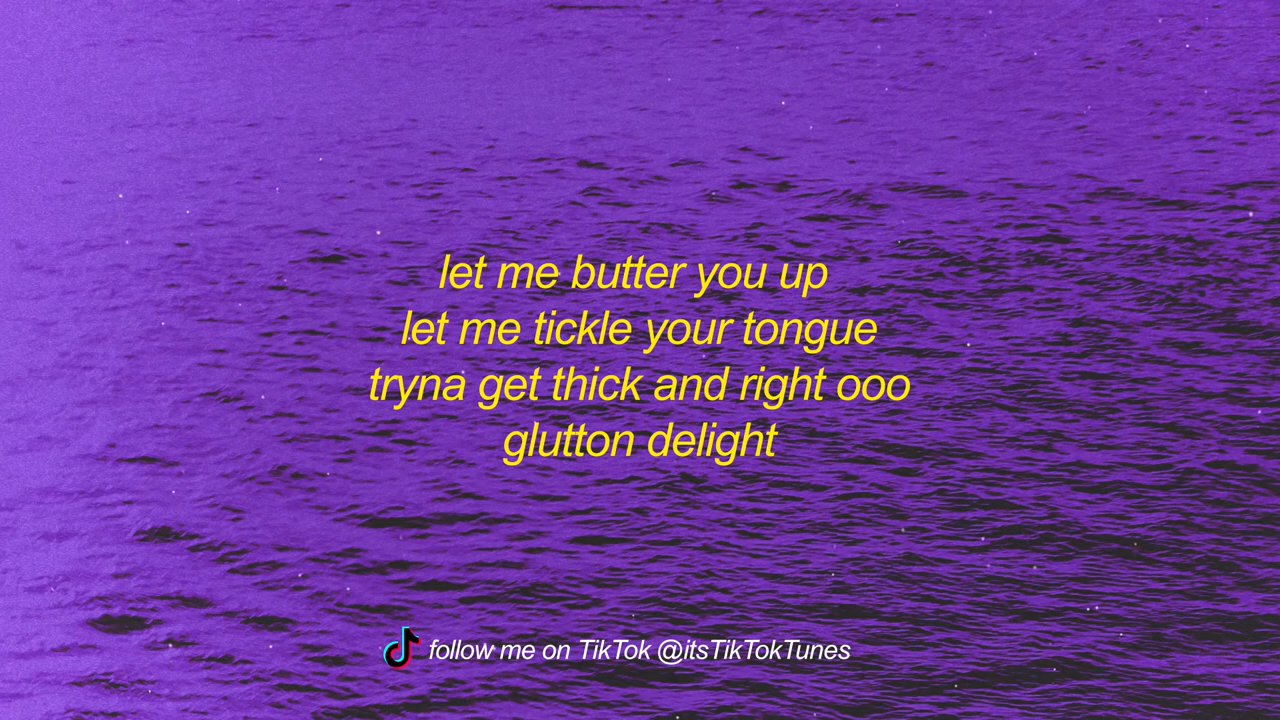 let me butter you up
let me tickle your tongue
tryna get thick and right ooo
glutton delight
follow me on TikTok @itsTikTokTunes